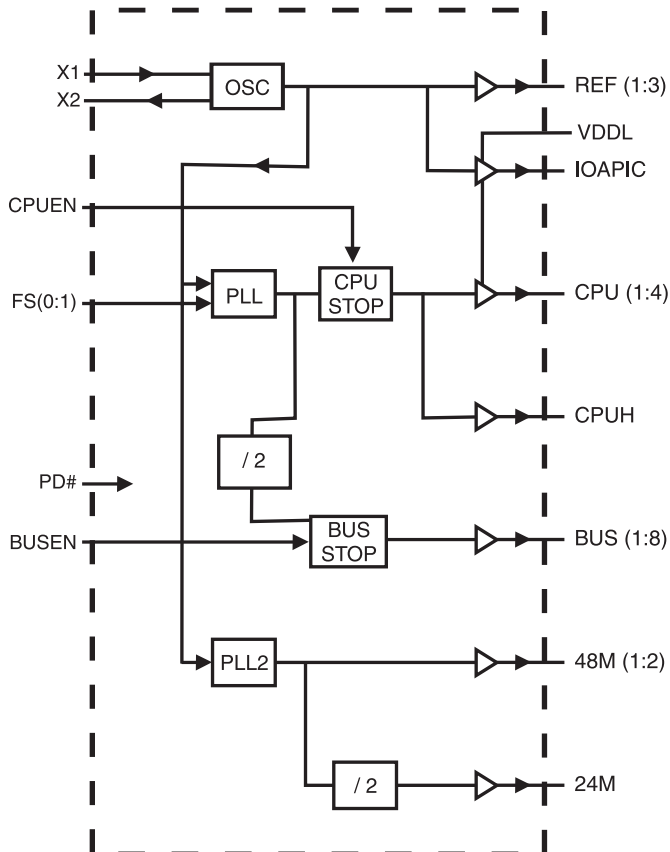 X1
X2
OSC
REF (1:3)
VDDL
IOAPIC
CPUEN
FS(0:1)
PLL
CPU
STOP
CPU (1:4)
CPUH
/ 2
PD#
BUSEN
BUS
STOP
BUS (1:8)
PLL2
48M (1:2)
/ 2
24M